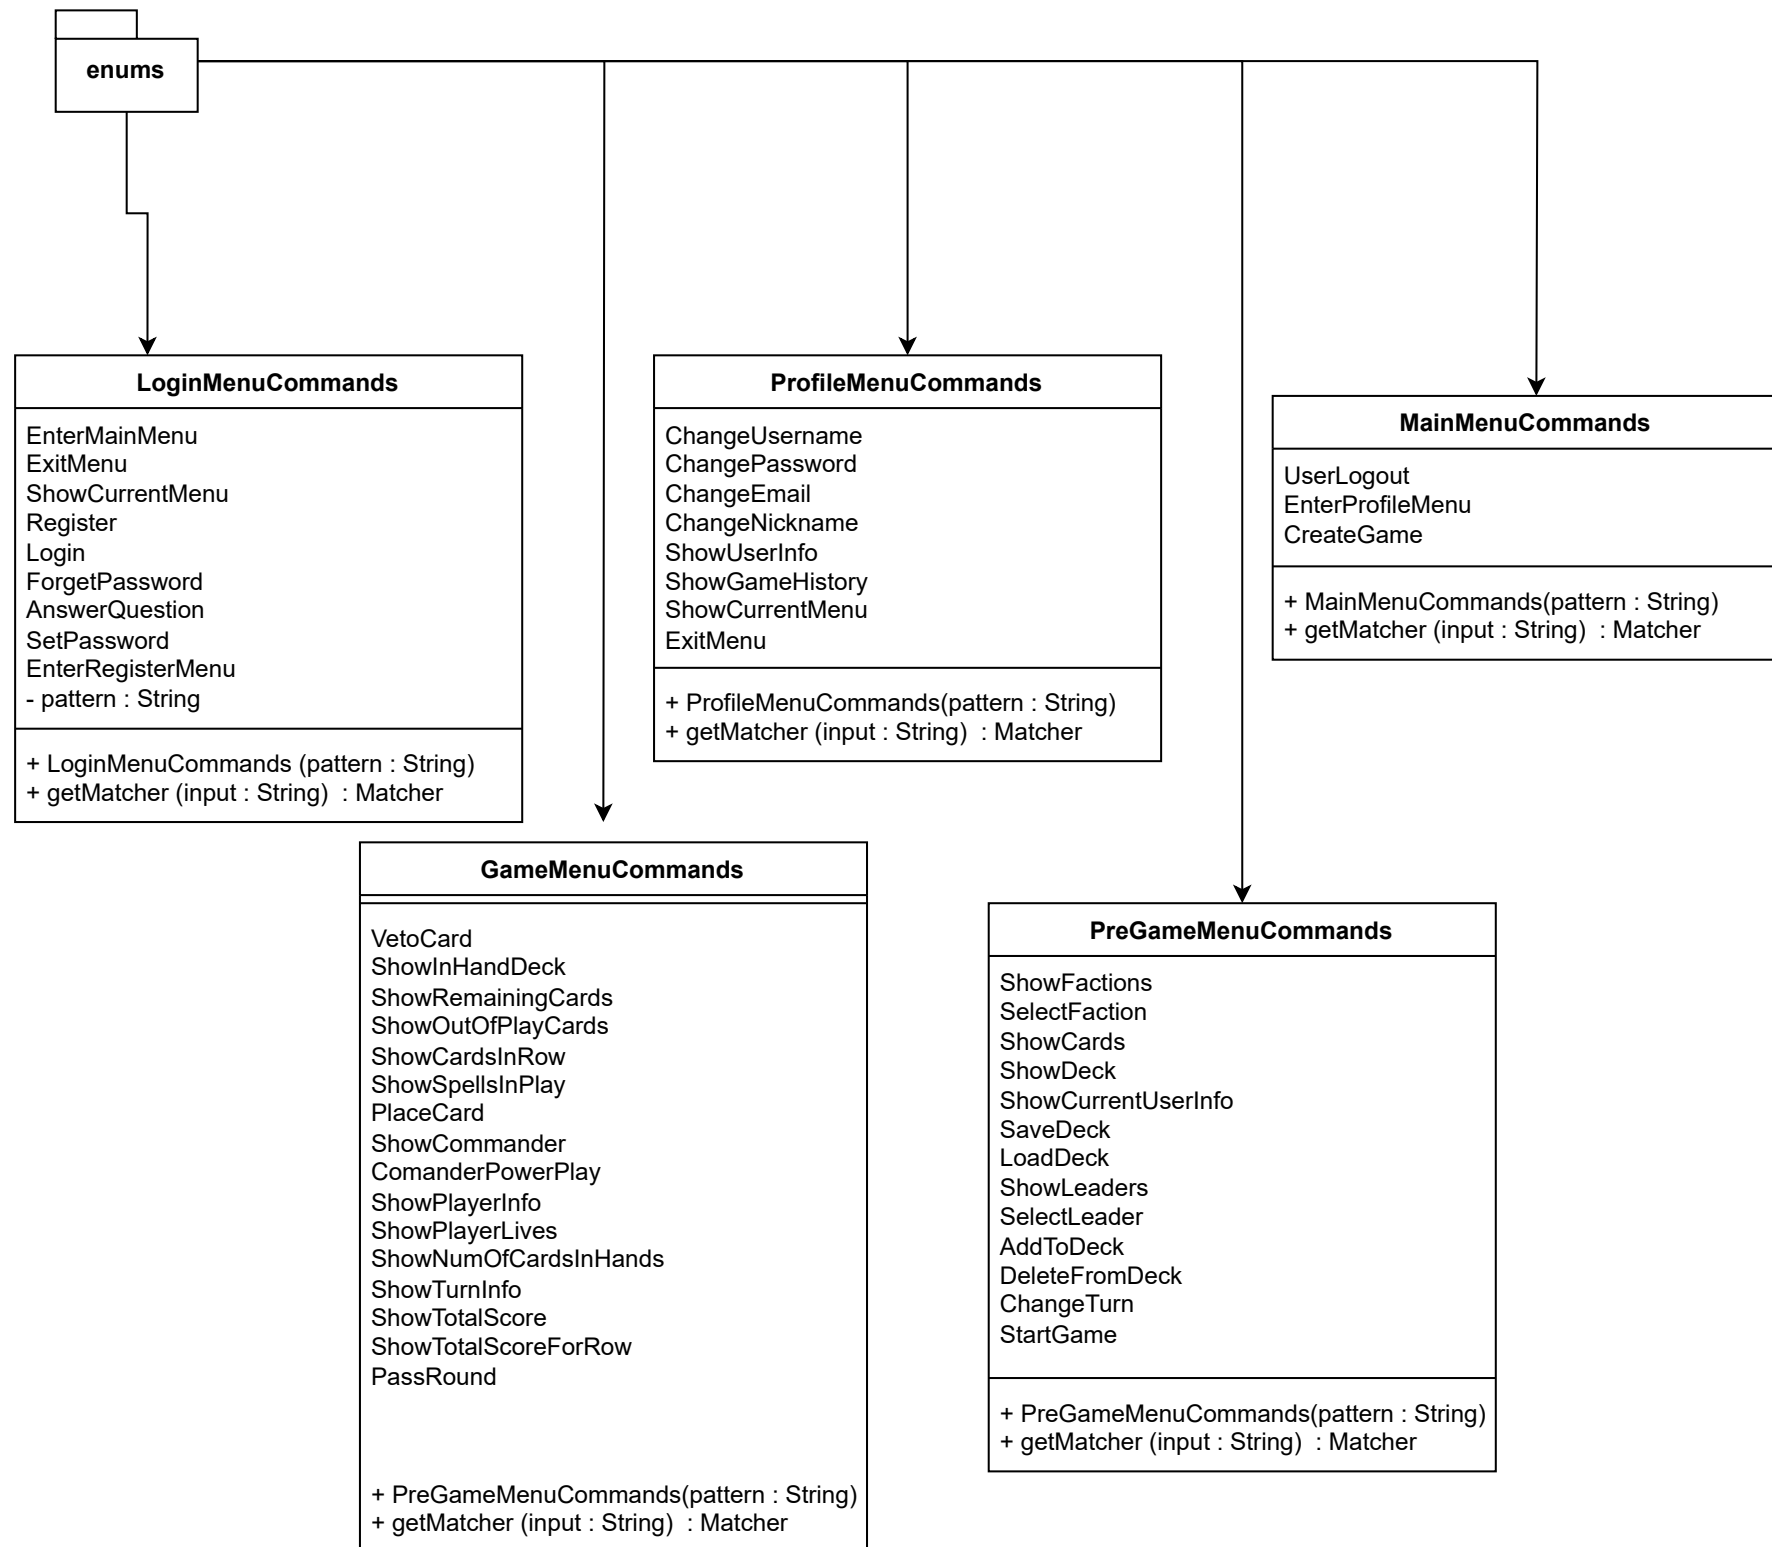 enums
LoginMenuCommands
EnterMainMenu
ExitMenu
ShowCurrentMenu
Register
Login
ForgetPassword
AnswerQuestion
SetPassword
EnterRegisterMenu
- pattern : String
+ LoginMenuCommands (pattern : String)
+ getMatcher (input : String)  : Matcher
ProfileMenuCommands
ChangeUsername
ChangePassword
ChangeEmail
ChangeNickname
ShowUserInfo
ShowGameHistory
ShowCurrentMenu
ExitMenu
+ ProfileMenuCommands(pattern : String)
+ getMatcher (input : String)  : Matcher
MainMenuCommands
UserLogout
EnterProfileMenu
CreateGame
+ MainMenuCommands(pattern : String)
+ getMatcher (input : String)  : Matcher
GameMenuCommands
VetoCard
ShowInHandDeck
ShowRemainingCards
ShowOutOfPlayCards
ShowCardsInRow
ShowSpellsInPlay
PlaceCard
ShowCommander
ComanderPowerPlay
ShowPlayerInfo
ShowPlayerLives
ShowNumOfCardsInHands
ShowTurnInfo
ShowTotalScore
ShowTotalScoreForRow
PassRound
+ PreGameMenuCommands(pattern : String)
+ getMatcher (input : String)  : Matcher
PreGameMenuCommands
ShowFactions
SelectFaction
ShowCards
ShowDeck
ShowCurrentUserInfo
SaveDeck
LoadDeck
ShowLeaders
SelectLeader
AddToDeck
DeleteFromDeck
ChangeTurn
StartGame
+ PreGameMenuCommands(pattern : String)
+ getMatcher (input : String)  : Matcher